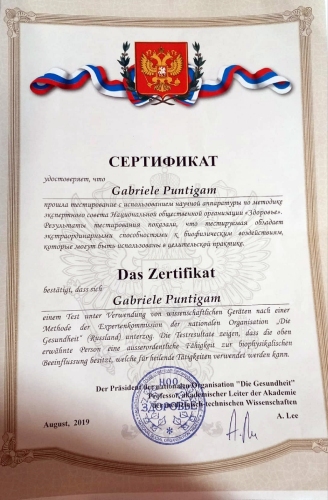 СЕРТИФИКАТ
удостоверяет, что
Gabriele Puntigam
прошла тестирование с использованием научной аппаратуры по методике
экспертного совета Национальной общественной организации «Здоровье».
Результаты тестирования показали, что тестируемая обладает
экстраординарными способностями к биофизическим воздействиям,
которые могут быть использованы в целительской практике.
Das Zertifikat
bestätigt, dass sich
Gabriele Puntigam
einem Test unter Verwendung von wissenschaftlichen Geräten nach einer
Methode der Expertenkommission der nationalen Organisation „Die
Gesundheit" (Russland) unterzog. Die Testresultate zeigen, dass die oben
erwähnte Person eine ausserordentliche Fähigkeit zur biophysikalischen
Beeinflussung besitzt, welche für heilende Tätigkeiten verwendet werden kann.
Der Präsident der nationalen Organisation "Die Gesundheit"
Professor, akademischer Leiter der Akademie
medizinisch-technischen Wissenschaften
НОО
ЗДОРОВЬЕ
August, 2019
A. Lee